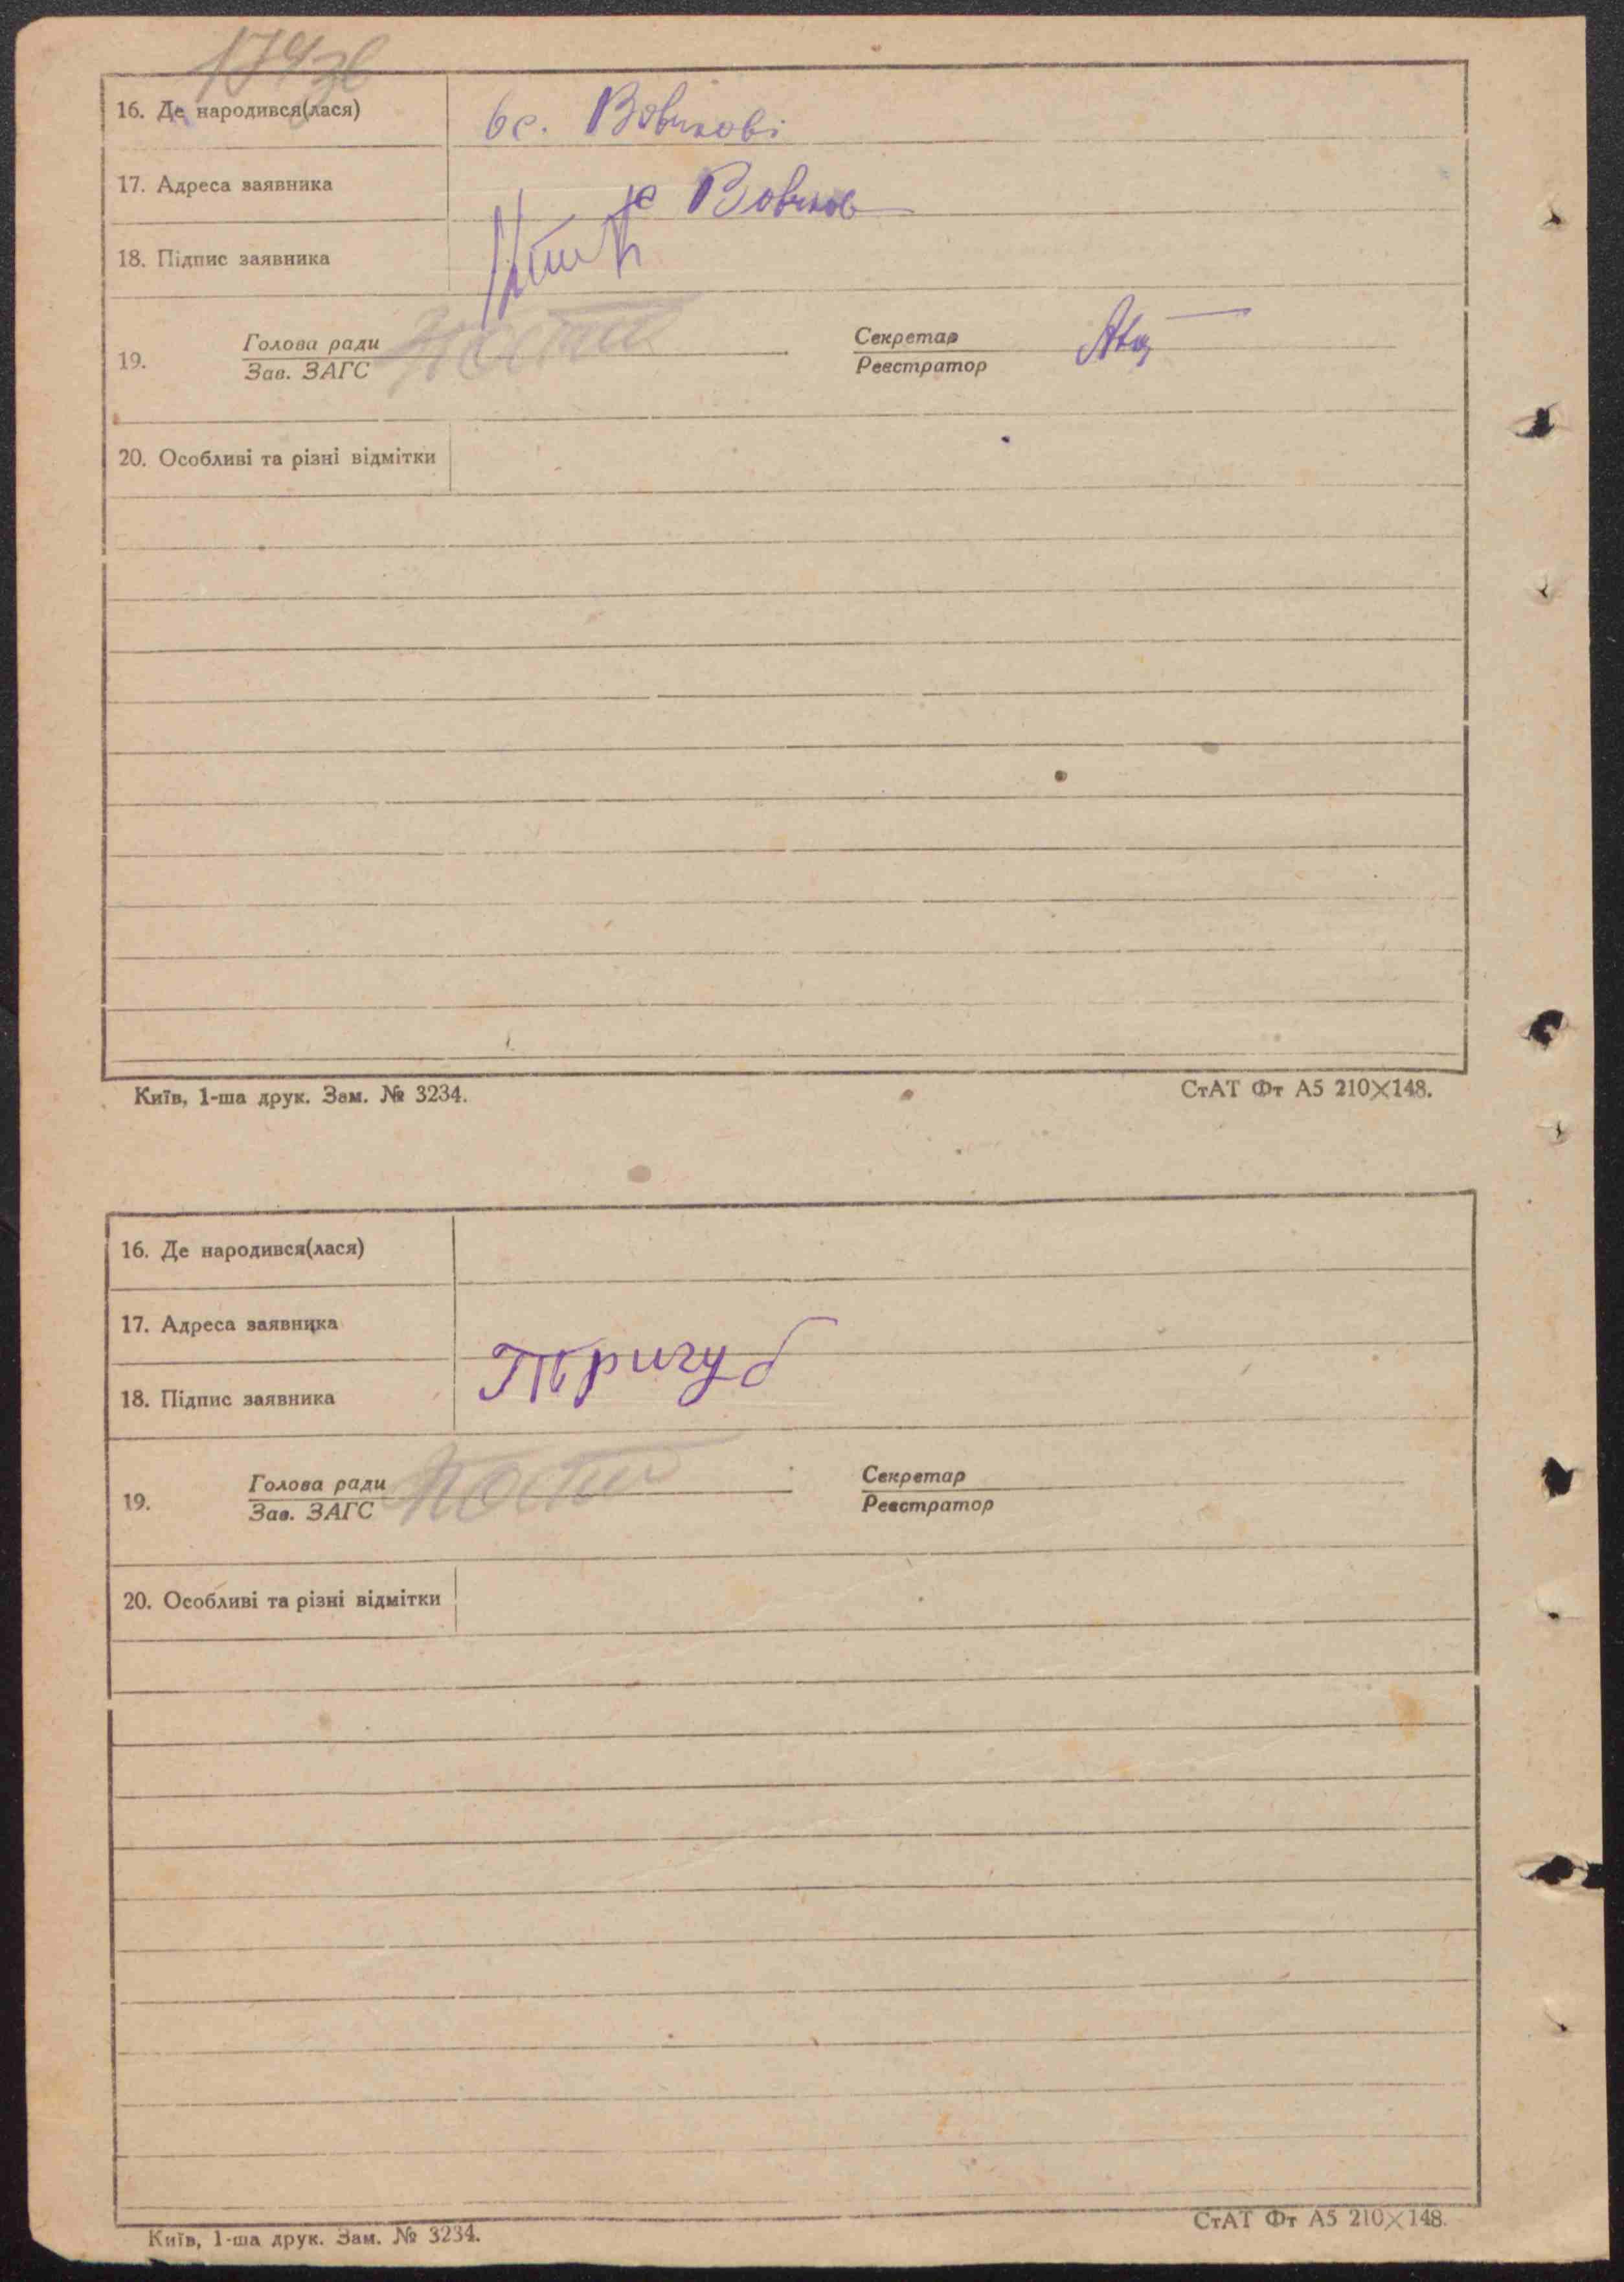 16. Де народився(лася) вс. Вовчкові
17. Адреса заявника с Вовчков
18. Підпис заявника
19. Голова ради Секретар
Зав. ЗАГС Реєстратор
20. Особливі та різні відмітки
Київ, 1-ша друк. Зам. № 3234. СтАТ Фт А5 210×148.
16. Де народився(лася)
17. Адреса заявника
18. Підпис заявника Тригуб
19. Голова ради Секретар
Зав. ЗАГС Реєстратор
20. Особливі та різні відмітки
Київ, 1-ша друк. Зам. № 3234. СтАТ Фт А5 210×148.